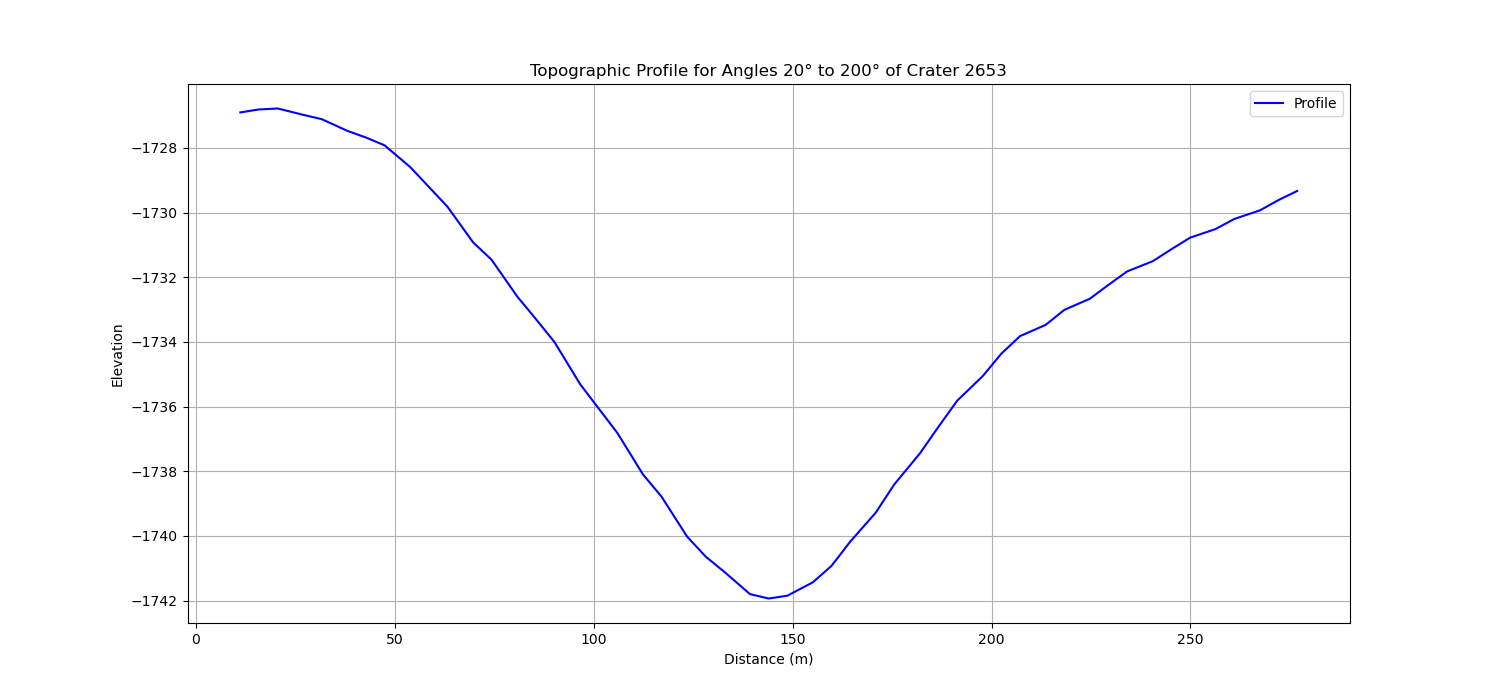 Topographic Profile for Angles 20° to 200° of Crater 2653
Profile
−1728
−1730
−1732
−1734
−1736
−1738
−1740
−1742
Elevation
0 50 100 150 200 250
Distance (m)